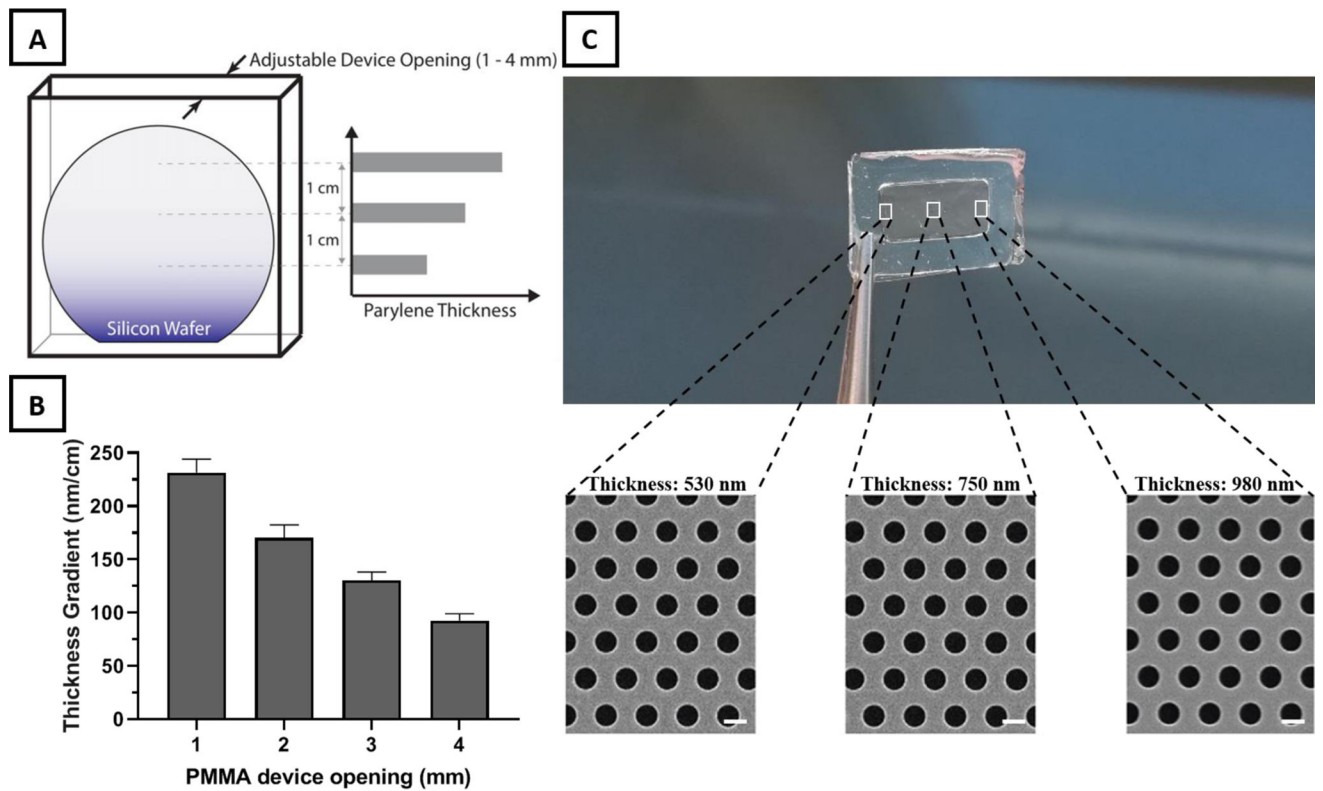 A
Adjustable Device Opening (1 - 4 mm)
1 cm
1 cm
Silicon Wafer
Parylene Thickness
B
Thickness Gradient (nm/cm)
250
200
150
100
50
0
1 2 3 4
PMMA device opening (mm)
C
Thickness: 530 nm
Thickness: 750 nm
Thickness: 980 nm